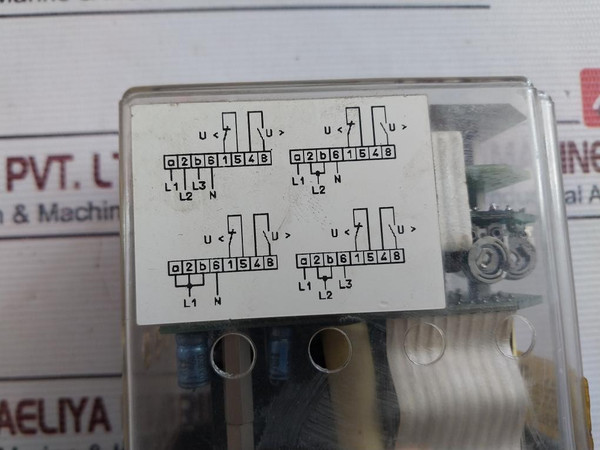 U < U >
a 2 b 6 1 5 4 8
L1 L3 N
L2
U < U >
a 2 b 6 1 5 4 8
L1 N
L2
U < U >
a 2 b 6 1 5 4 8
L1 N
U < U >
a 2 b 6 1 5 4 8
L1 L3
L2
PVT.
& Machin
AELIYA